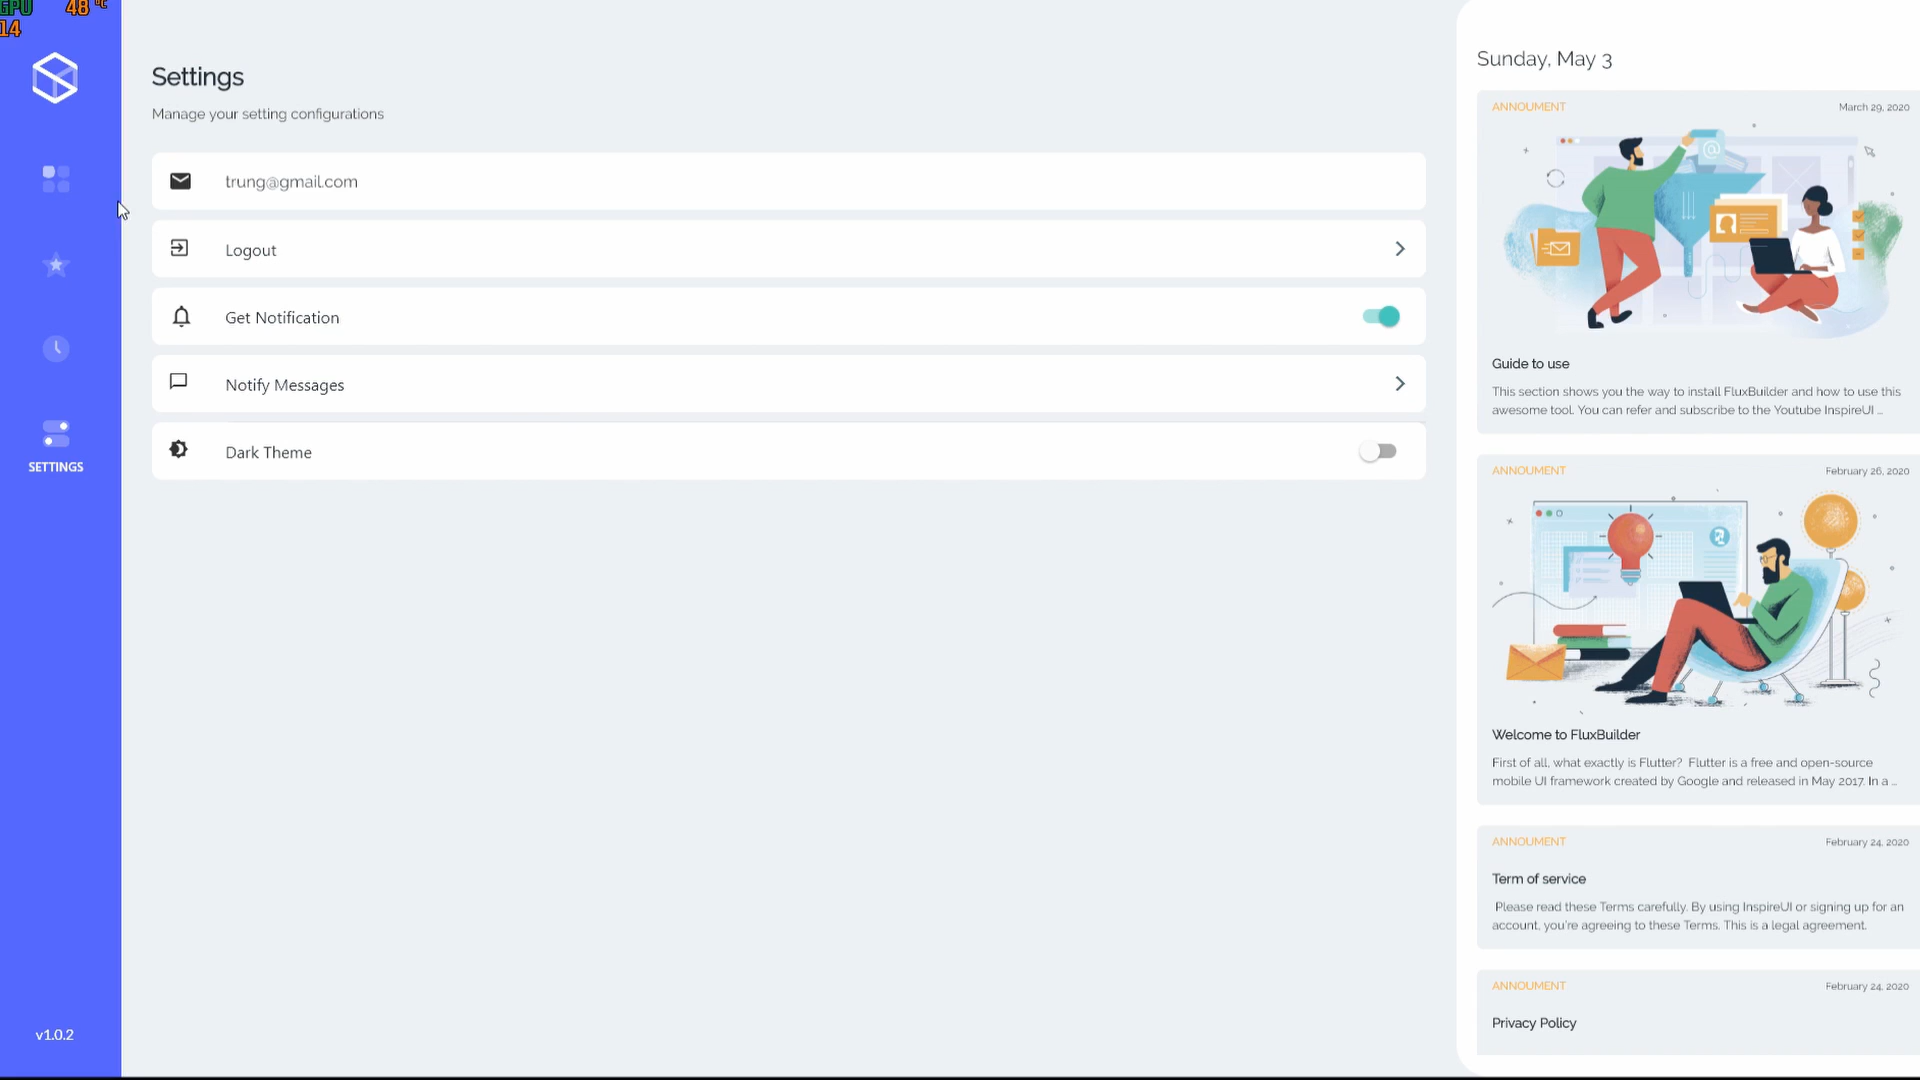 GPU 48 °C
14
SETTINGS
v1.0.2
Settings
Manage your setting configurations
trung@gmail.com
Logout
Get Notification
Notify Messages
Dark Theme
Sunday, May 3
ANNOUMENT March 29, 2020
@
Guide to use
This section shows you the way to install FluxBuilder and how to use this
awesome tool. You can refer and subscribe to the Youtube InspireUI ...
ANNOUMENT February 26, 2020
Welcome to FluxBuilder
First of all, what exactly is Flutter? Flutter is a free and open-source
mobile UI framework created by Google and released in May 2017. In a ...
ANNOUMENT February 24, 2020
Term of service
Please read these Terms carefully. By using InspireUI or signing up for an
account, you're agreeing to these Terms. This is a legal agreement.
ANNOUMENT February 24, 2020
Privacy Policy